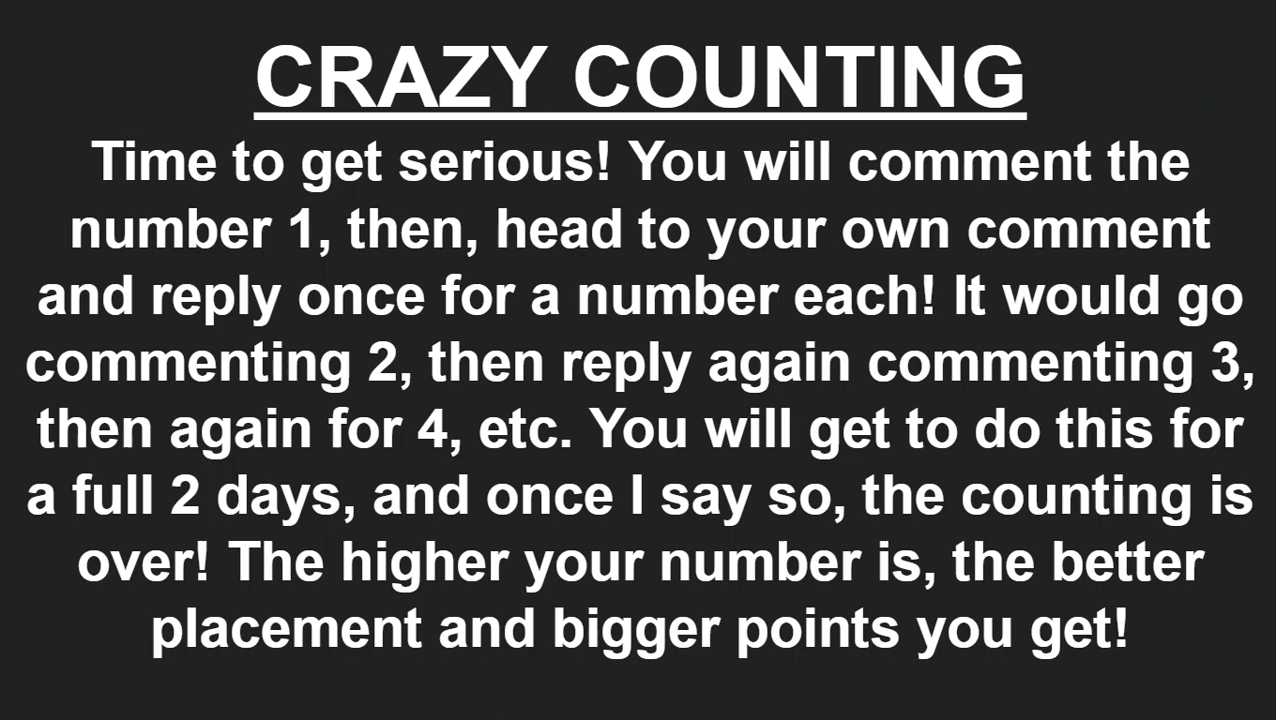 CRAZY COUNTING
Time to get serious! You will comment the
number 1, then, head to your own comment
and reply once for a number each! It would go
commenting 2, then reply again commenting 3,
then again for 4, etc. You will get to do this for
a full 2 days, and once I say so, the counting is
over! The higher your number is, the better
placement and bigger points you get!